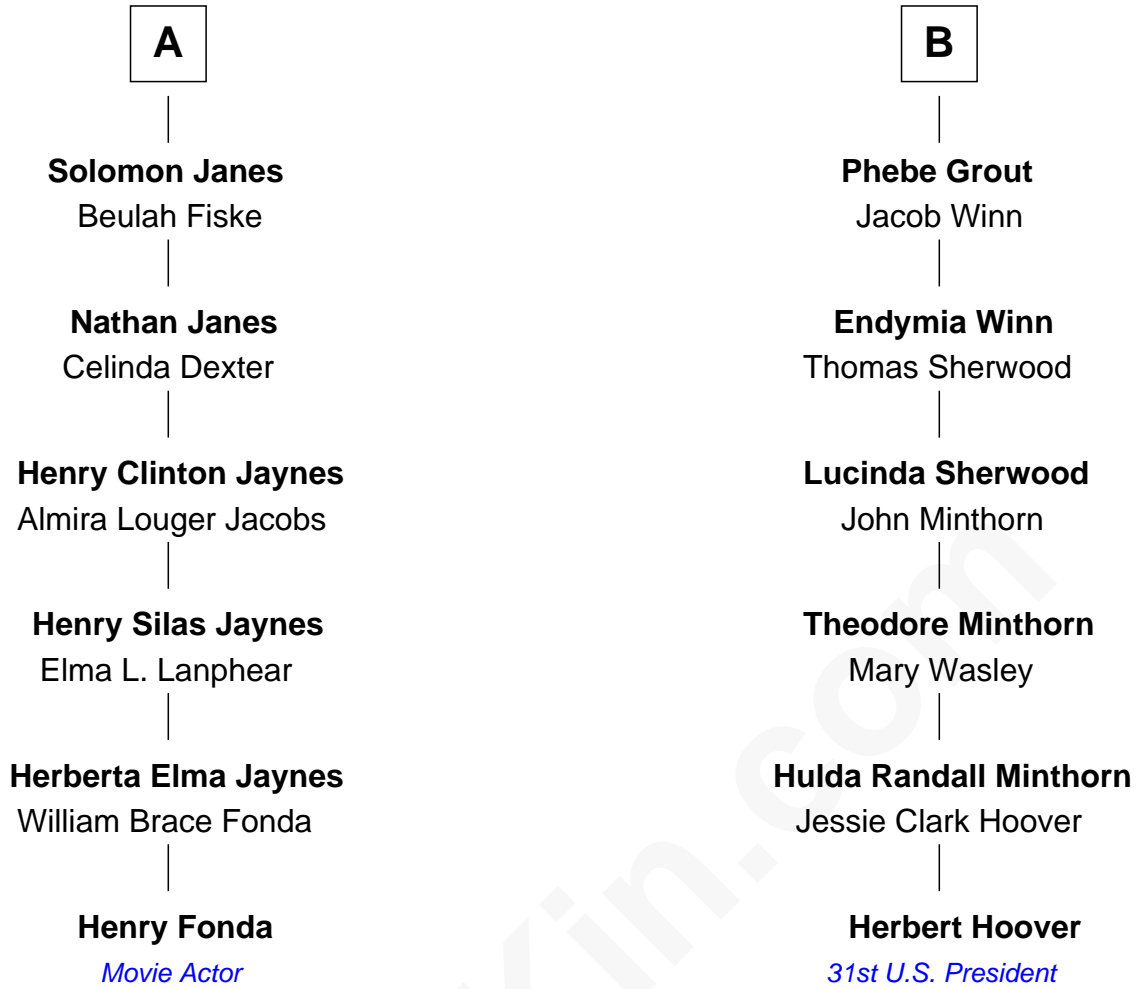 A
Solomon Janes
Beulah Fiske
Nathan Janes
Celinda Dexter
Henry Clinton Jaynes
Almira Louger Jacobs
Henry Silas Jaynes
Elma L. Lanphear
Herberta Elma Jaynes
William Brace Fonda
Henry Fonda
Movie Actor
B
Phebe Grout
Jacob Winn
Endymia Winn
Thomas Sherwood
Lucinda Sherwood
John Minthorn
Theodore Minthorn
Mary Wasley
Hulda Randall Minthorn
Jessie Clark Hoover
Herbert Hoover
31st U.S. President
Kin.com